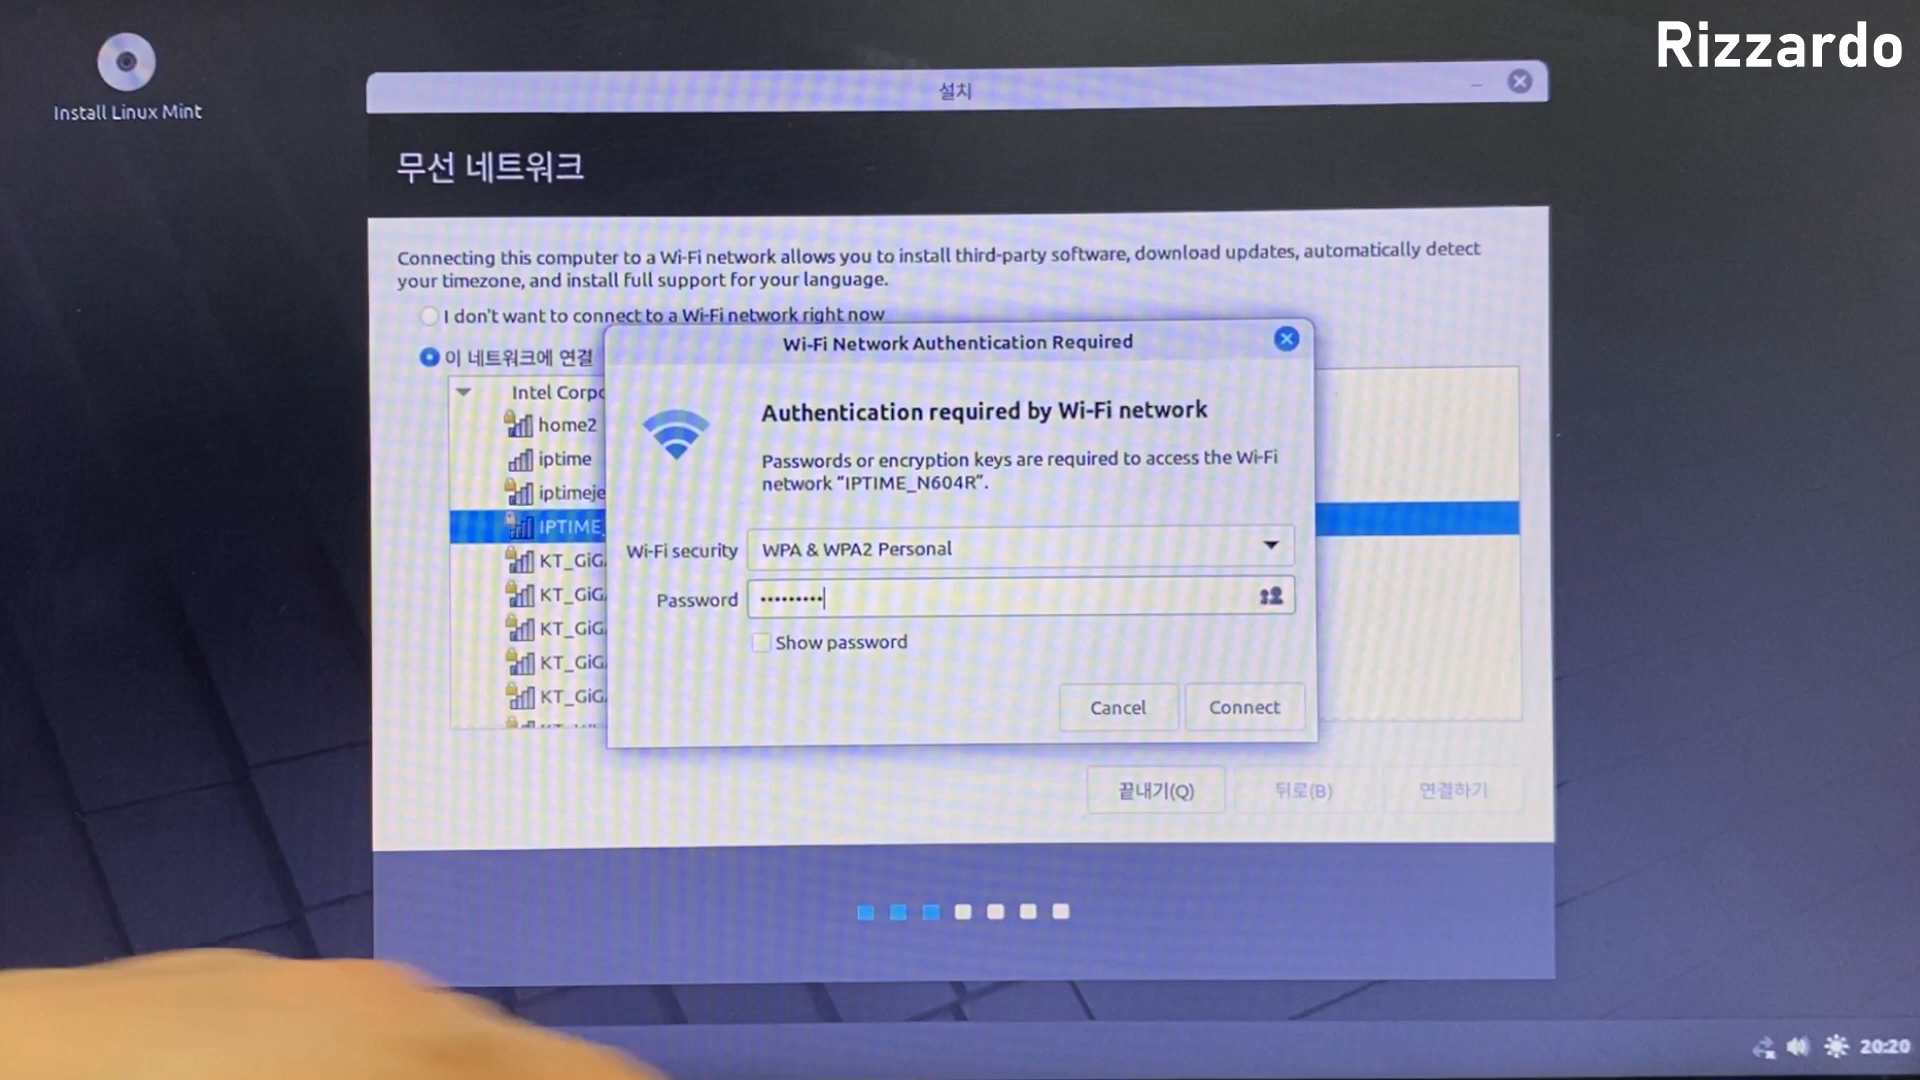 Rizzardo
Install Linux Mint
설치
무선 네트워크
Connecting this computer to a Wi-Fi network allows you to install third-party software, download updates, automatically detect
your timezone, and install full support for your language.
I don't want to connect to a Wi-Fi network right now
이 네트워크에 연결
Intel Corpo
home2
iptime
iptimeje
IPTIME_
KT_GiG
KT_GiG
KT_GiG
KT_GiG
KT_GiG
Wi-Fi Network Authentication Required
Authentication required by Wi-Fi network
Passwords or encryption keys are required to access the Wi-Fi
network “IPTIME_N604R”.
Wi-Fi security WPA & WPA2 Personal
Password •••••••••
Show password
Cancel Connect
끝내기(Q) 뒤로(B) 연결하기
20:20